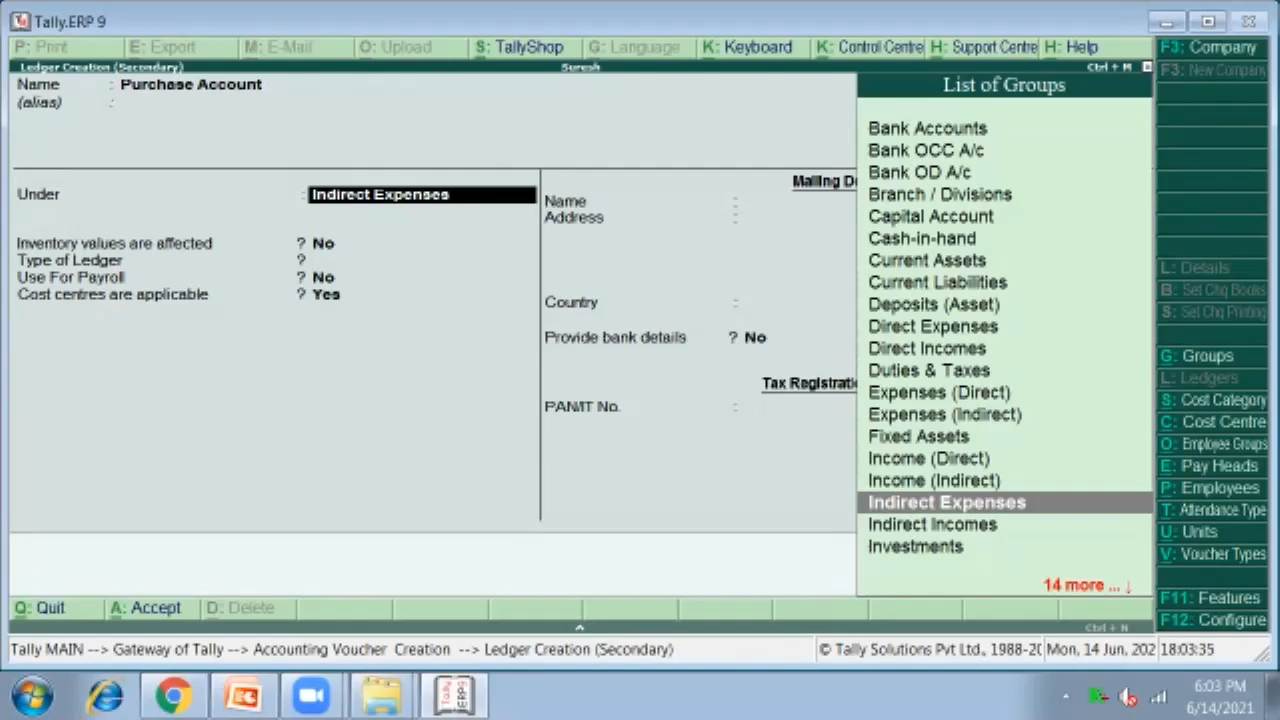 Tally.ERP 9
P: Print E: Export M: E-Mail O: Upload S: TallyShop G: Language K: Keyboard K: Control Centre H: Support Centre H: Help
F3: Company
F3: New Company
Ledger Creation (Secondary) Suresh Ctrl + M
Name : Purchase Account
(alias) :
Under : Indirect Expenses
Inventory values are affected ? No
Type of Ledger ?
Use For Payroll ? No
Cost centres are applicable ? Yes
Mailing De
Name :
Address :
Country :
Provide bank details ? No
Tax Registratio
PAN/IT No. :
List of Groups
Bank Accounts
Bank OCC A/c
Bank OD A/c
Branch / Divisions
Capital Account
Cash-in-hand
Current Assets
Current Liabilities
Deposits (Asset)
Direct Expenses
Direct Incomes
Duties & Taxes
Expenses (Direct)
Expenses (Indirect)
Fixed Assets
Income (Direct)
Income (Indirect)
Indirect Expenses
Indirect Incomes
Investments
14 more ... ↓
L: Details
B: Set Chq Books
S: Set Chq Printing
G: Groups
L: Ledgers
S: Cost Category
C: Cost Centre
O: Employee Groups
E: Pay Heads
P: Employees
T: Attendance Type
U: Units
V: Voucher Types
F11: Features
F12: Configure
Q: Quit A: Accept D: Delete
Ctrl + N
Tally MAIN --> Gateway of Tally --> Accounting Voucher Creation --> Ledger Creation (Secondary) © Tally Solutions Pvt Ltd., 1988-20 Mon, 14 Jun, 202 18:03:35
6:03 PM
6/14/2021